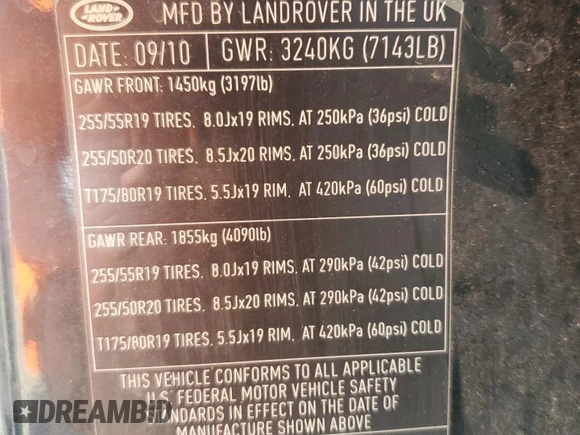 LAND
ROVER
MFD BY LANDROVER IN THE UK
DATE: 09/10 GWR: 3240KG (7143LB)
GAWR FRONT: 1450kg (3197lb)
255/55R19 TIRES, 8.0Jx19 RIMS, AT 250kPa (36psi) COLD
255/50R20 TIRES, 8.5Jx20 RIMS, AT 250kPa (36psi) COLD
T175/80R19 TIRES, 5.5Jx19 RIM, AT 420kPa (60psi) COLD
GAWR REAR: 1855kg (4090lb)
255/55R19 TIRES, 8.0Jx19 RIMS, AT 290kPa (42psi) COLD
255/50R20 TIRES, 8.5Jx20 RIMS, AT 290kPa (42psi) COLD
T175/80R19 TIRES, 5.5Jx19 RIM, AT 420kPa (60psi) COLD
THIS VEHICLE CONFORMS TO ALL APPLICABLE
U.S. FEDERAL MOTOR VEHICLE SAFETY
STANDARDS IN EFFECT ON THE DATE OF
MANUFACTURE SHOWN ABOVE
DREAMBID